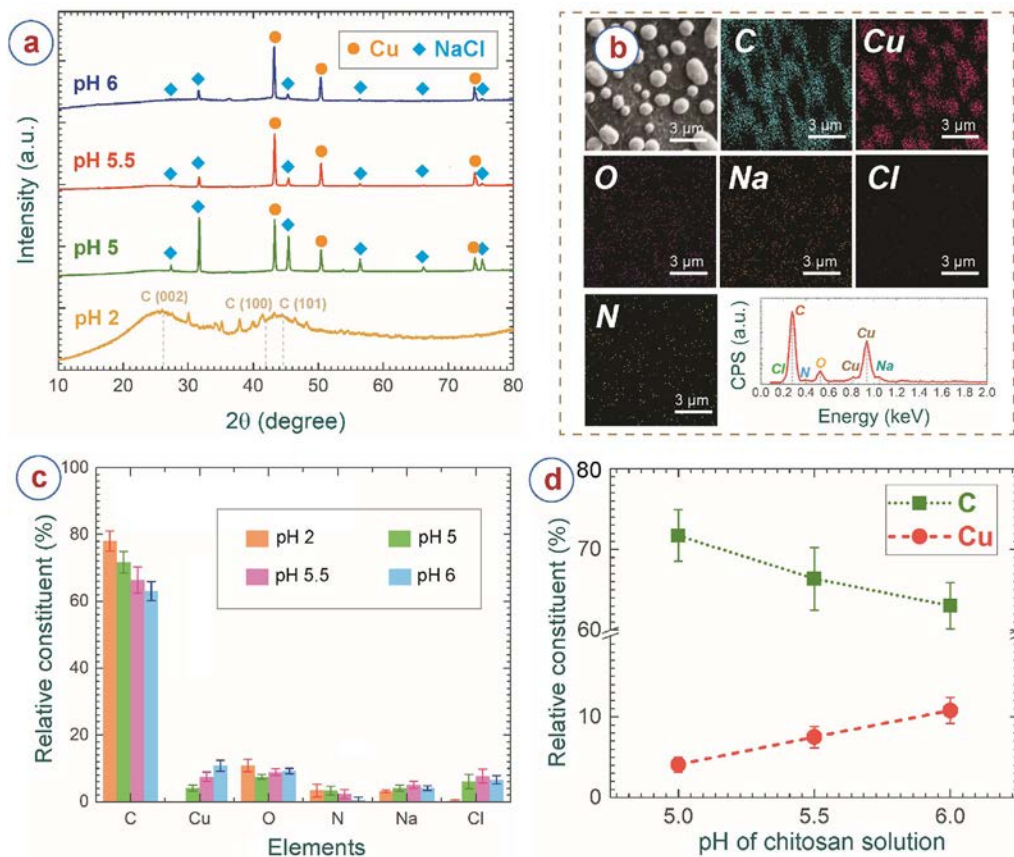 a
Cu
NaCl
pH 6
pH 5.5
pH 5
pH 2
C (002)
C (100)
C (101)
Intensity (a.u.)
10 20 30 40 50 60 70 80
2θ (degree)
b
3 μm
C
3 μm
Cu
3 μm
O
3 μm
Na
3 μm
Cl
3 μm
N
3 μm
CPS (a.u.)
C
Cu
Cl
N
O
Cu
Na
0.0 0.2 0.4 0.6 0.8 1.0 1.2 1.4 1.6 1.8 2.0
Energy (keV)
c
Relative constituent (%)
100
80
60
40
20
0
pH 2
pH 5
pH 5.5
pH 6
C Cu O N Na Cl
Elements
d
Relative constituent (%)
80
70
60
10
0
C
Cu
5.0 5.5 6.0
pH of chitosan solution